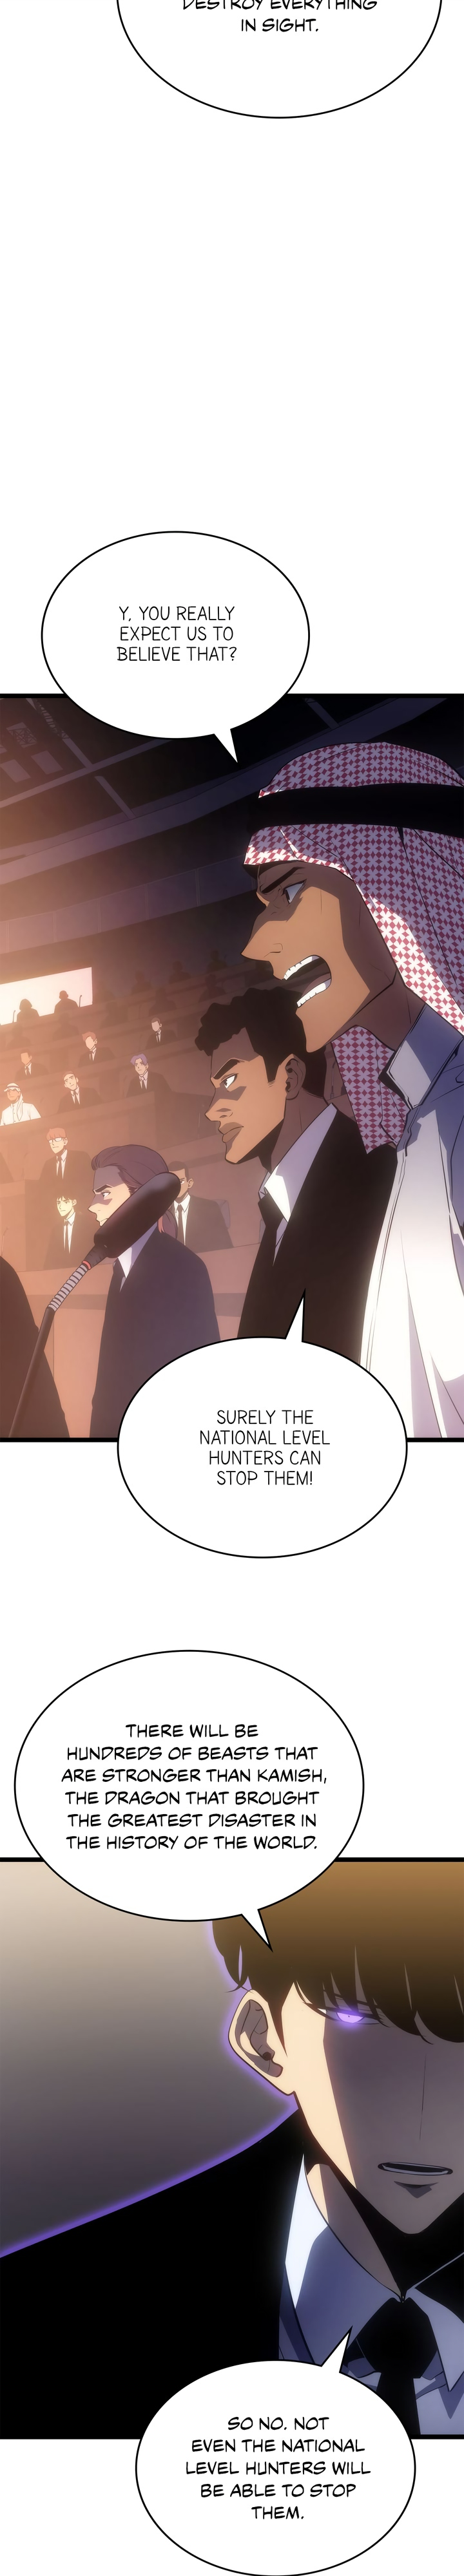 DESTROY EVERYTHING
IN SIGHT.
Y, YOU REALLY
EXPECT US TO
BELIEVE THAT?
SURELY THE
NATIONAL LEVEL
HUNTERS CAN
STOP THEM!
THERE WILL BE
HUNDREDS OF BEASTS THAT
ARE STRONGER THAN KAMISH,
THE DRAGON THAT BROUGHT
THE GREATEST DISASTER IN
THE HISTORY OF THE WORLD.
SO NO. NOT
EVEN THE NATIONAL
LEVEL HUNTERS WILL
BE ABLE TO STOP
THEM.